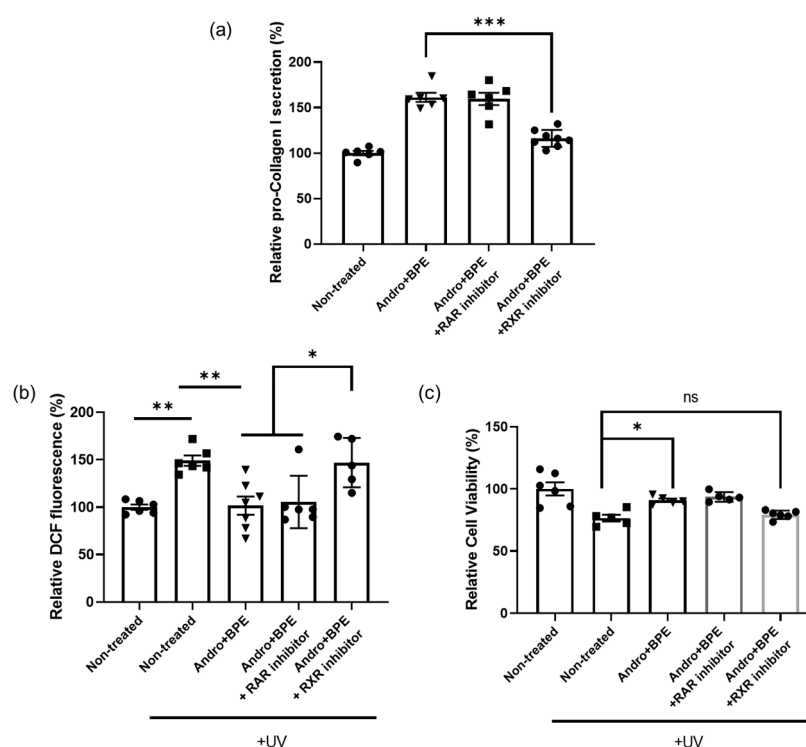 (a)
Relative pro-Collagen I secretion (%)
200
150
100
50
0
***
Non-treated
Andro+BPE
Andro+BPE
+RAR inhibitor
Andro+BPE
+RXR inhibitor
(b)
Relative DCF fluorescence (%)
200
150
100
50
0
**
**
*
Non-treated
Non-treated
Andro+BPE
Andro+BPE
+ RAR inhibitor
Andro+BPE
+ RXR inhibitor
+UV
(c)
Relative Cell Viability (%)
150
100
50
0
*
ns
Non-treated
Non-treated
Andro+BPE
Andro+BPE
+RAR inhibitor
Andro+BPE
+RXR inhibitor
+UV